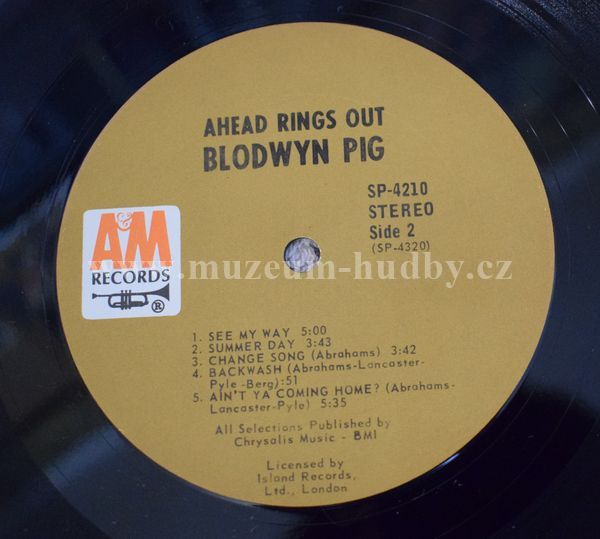 AHEAD RINGS OUT
BLODWYN PIG
SP-4210
STEREO
Side 2
(SP-4320)
A&M
RECORDS
®
www.muzeum-hudby.cz
1. SEE MY WAY 5:00
2. SUMMER DAY 3:43
3. CHANGE SONG (Abrahams) 3:42
4. BACKWASH (Abrahams-Lancaster-
Pyle -Berg):51
5. AIN'T YA COMING HOME? (Abrahams-
Lancaster-Pyle) 5:35
All Selections Published by
Chrysalis Music - BMI
Licensed by
Island Records,
Ltd., London